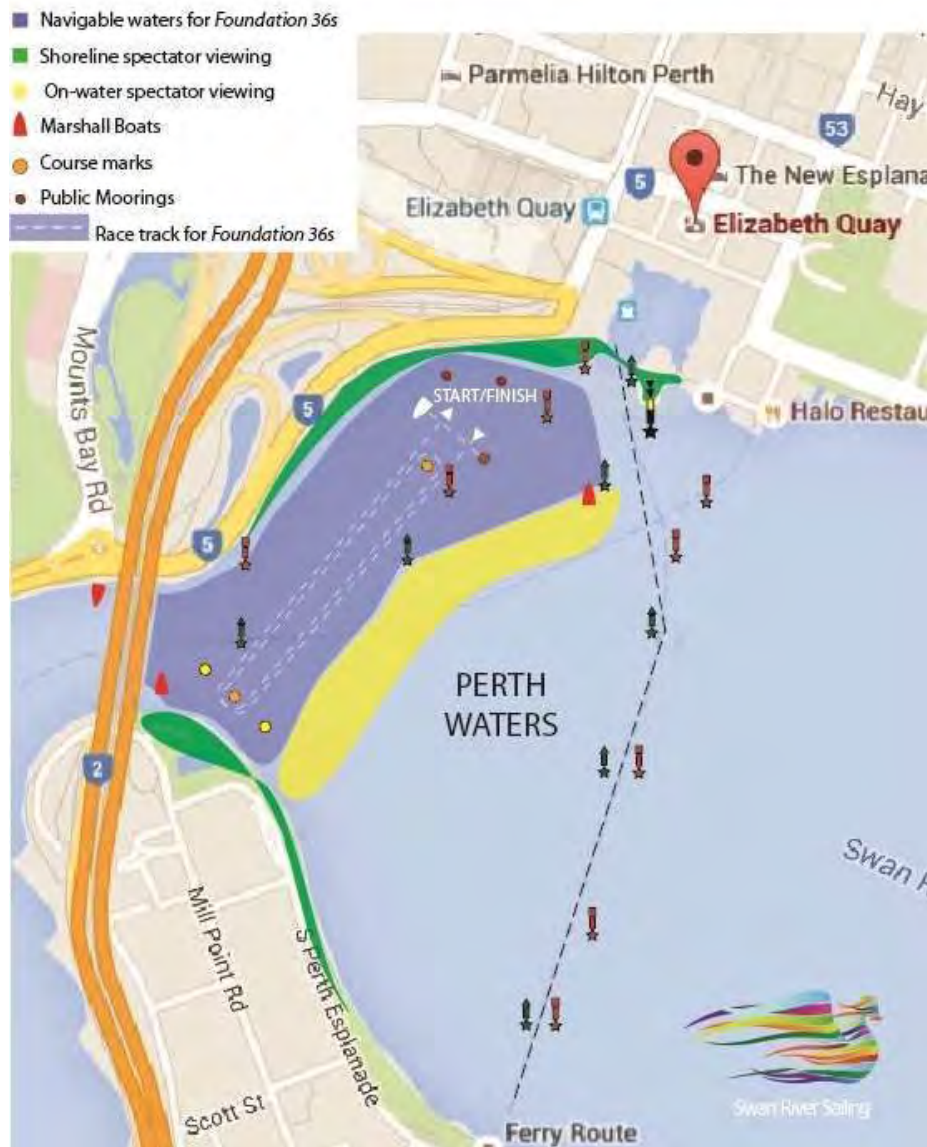 Navigable waters for Foundation 36s
Shoreline spectator viewing
On-water spectator viewing
Marshall Boats
Course marks
Public Moorings
Race track for Foundation 36s
Parmelia Hilton Perth
Hay
53
5
The New Esplana
Elizabeth Quay
Elizabeth Quay
Mounts Bay Rd
START/FINISH
5
Halo Restau
5
PERTH
WATERS
2
Swan R
Mill Point Rd
S Perth Esplanade
Scott St
Swan River Sailing
Ferry Route